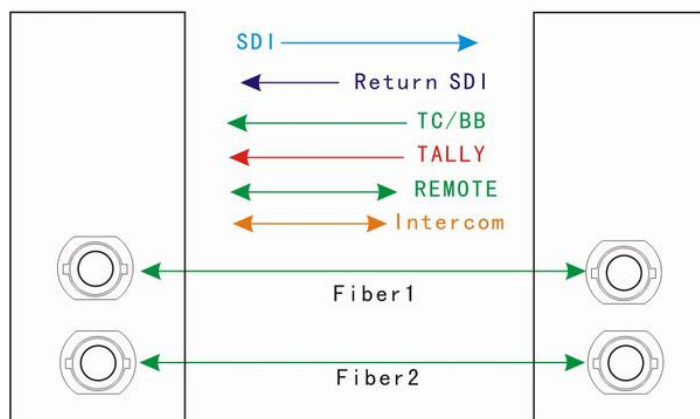 SDI
Return SDI
TC/BB
TALLY
REMOTE
Intercom
Fiber1
Fiber2